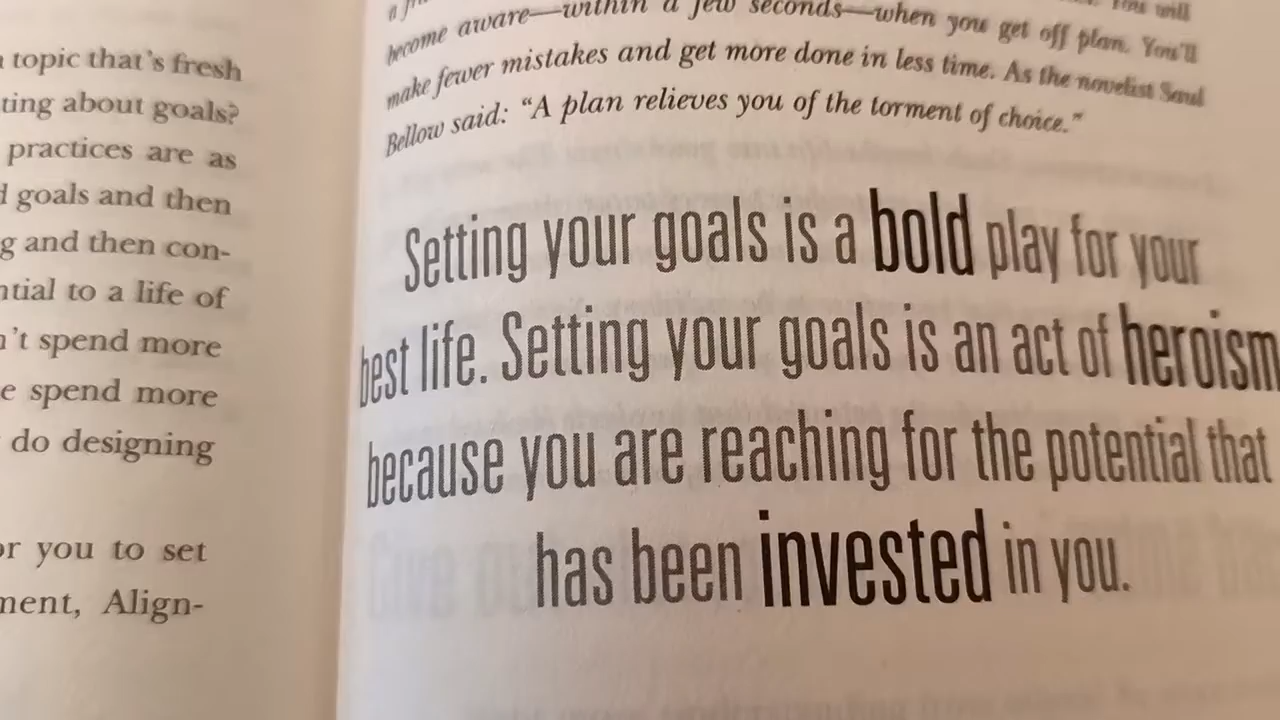 topic that's fresh
ting about goals?
practices are as
goals and then
g and then con-
ntial to a life of
't spend more
e spend more
do designing
or you to set
ment, Align-
You will
become aware—within a few seconds—when you get off plan. You'll
make fewer mistakes and get more done in less time. As the novelist Saul
Bellow said: “A plan relieves you of the torment of choice.”
Setting your goals is a bold play for your
best life. Setting your goals is an act of heroism
because you are reaching for the potential that
has been invested in you.